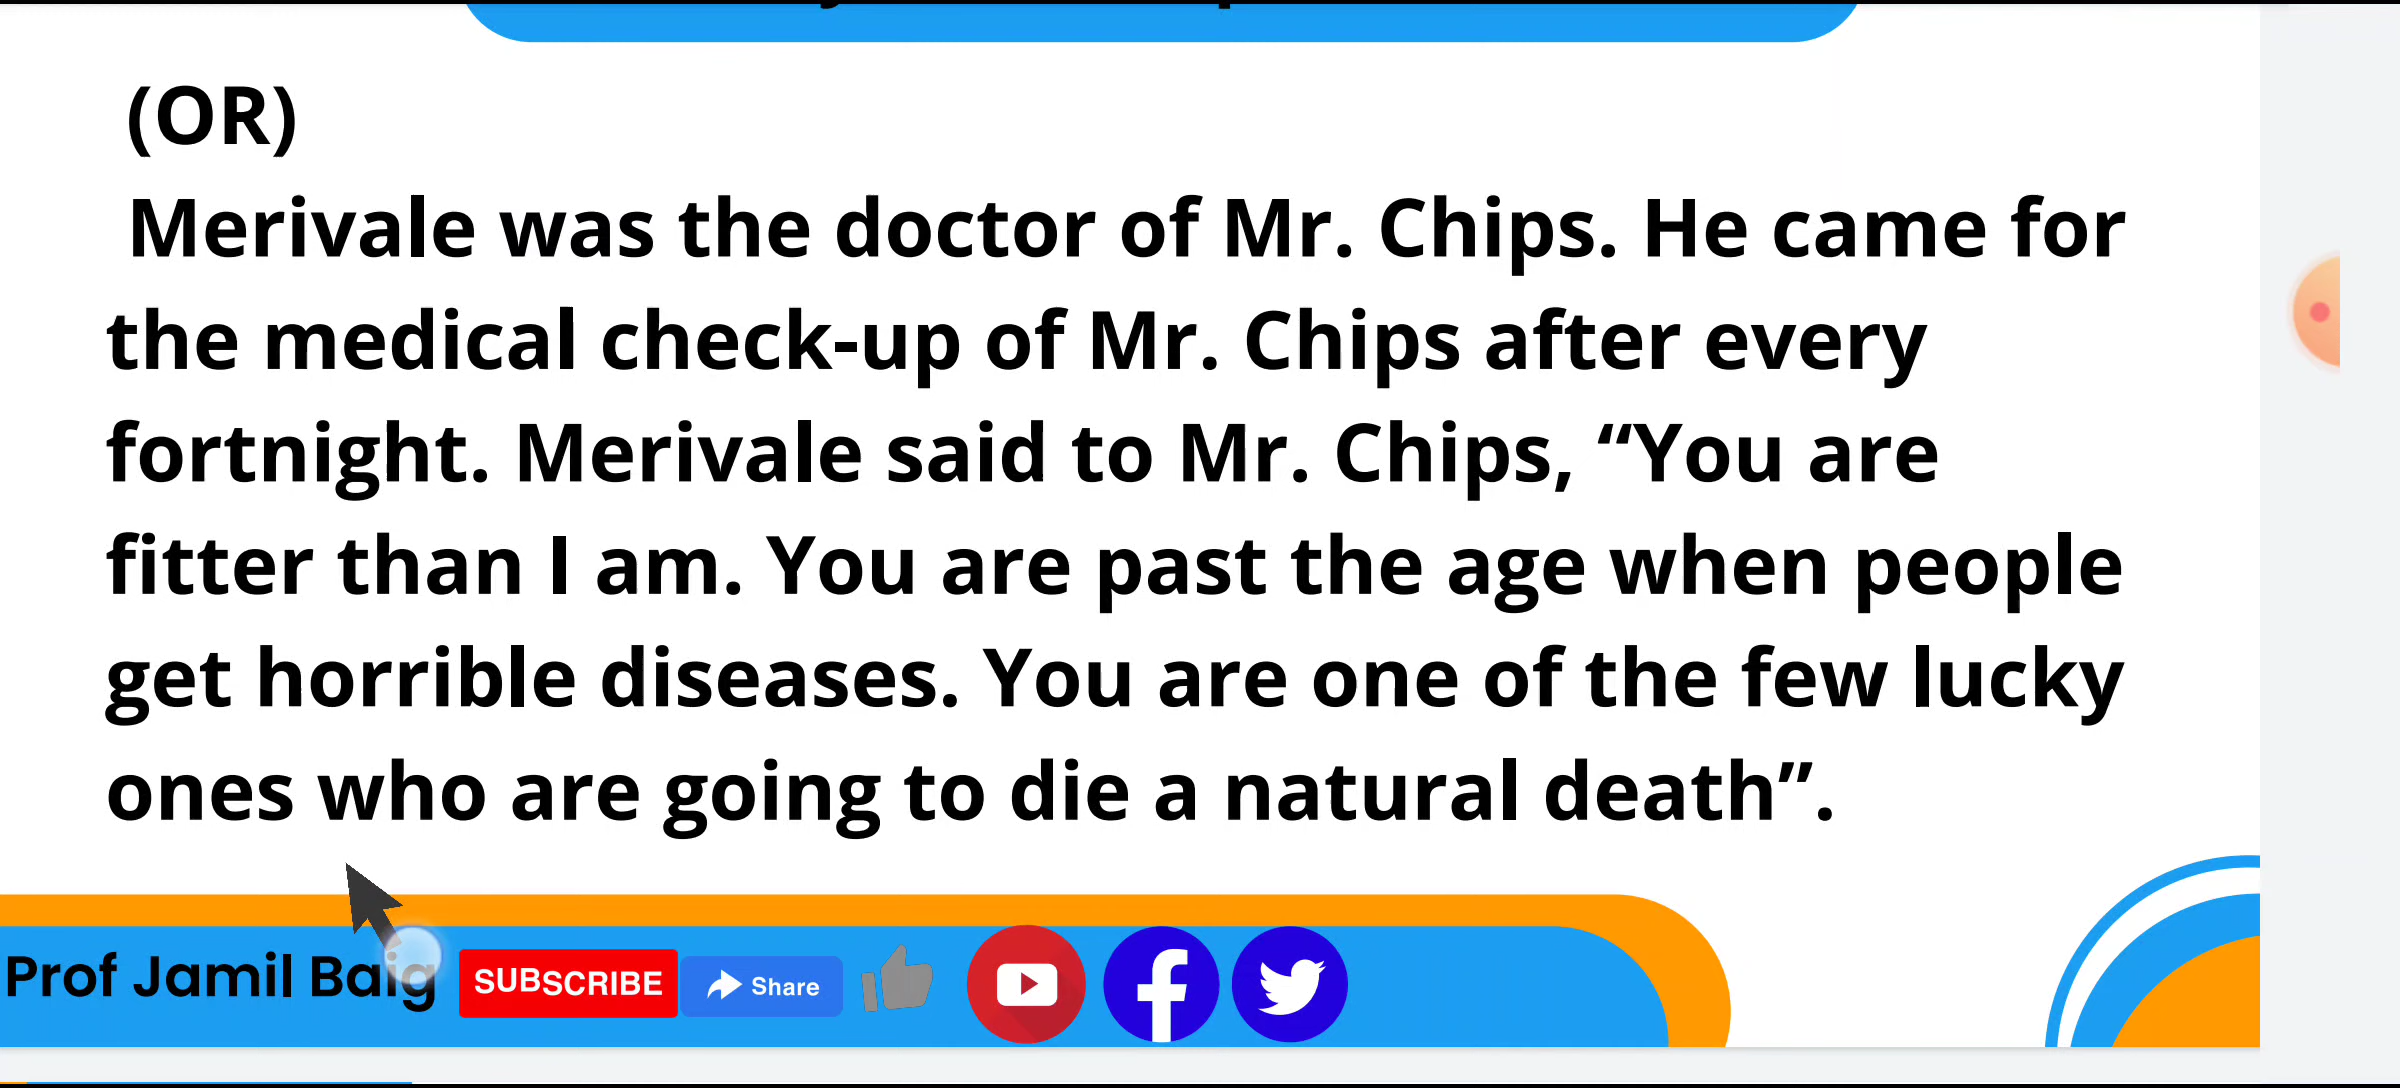 (OR)
Merivale was the doctor of Mr. Chips. He came for
the medical check-up of Mr. Chips after every
fortnight. Merivale said to Mr. Chips, “You are
fitter than I am. You are past the age when people
get horrible diseases. You are one of the few lucky
ones who are going to die a natural death”.
Prof Jamil Baig SUBSCRIBE Share